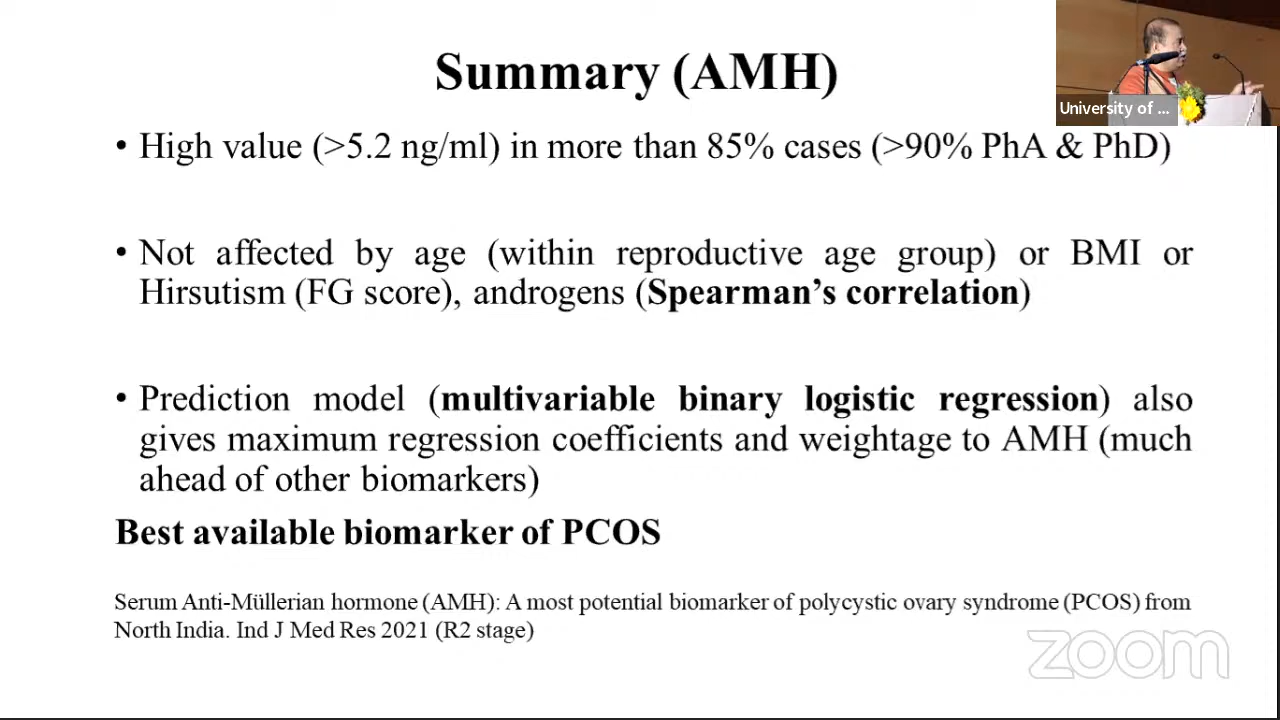 Summary (AMH)
University of ...
• High value (>5.2 ng/ml) in more than 85% cases (>90% PhA & PhD)
• Not affected by age (within reproductive age group) or BMI or
Hirsutism (FG score), androgens (Spearman's correlation)
• Prediction model (multivariable binary logistic regression) also
gives maximum regression coefficients and weightage to AMH (much
ahead of other biomarkers)
Best available biomarker of PCOS
Serum Anti-Müllerian hormone (AMH): A most potential biomarker of polycystic ovary syndrome (PCOS) from
North India. Ind J Med Res 2021 (R2 stage)
zoom